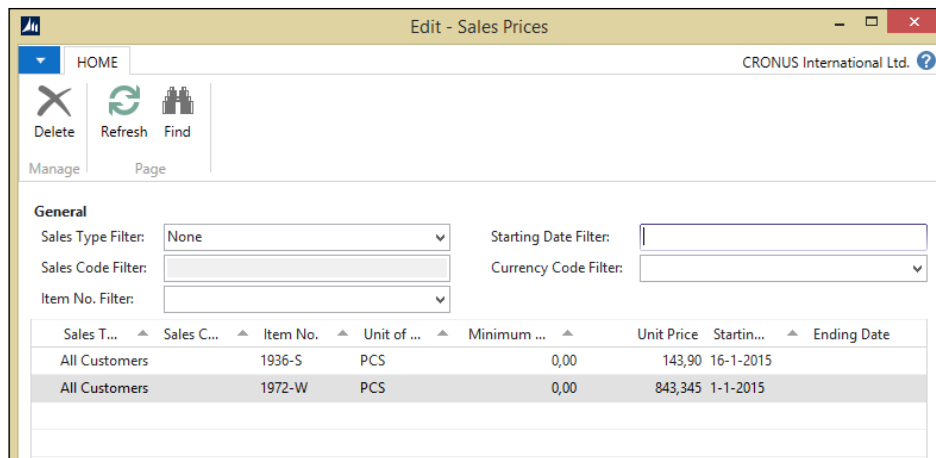 Edit - Sales Prices
HOME CRONUS International Ltd. ?
Delete Refresh Find
Manage Page
General
Sales Type Filter: None Starting Date Filter:
Sales Code Filter: Currency Code Filter:
Item No. Filter:
Sales T... Sales C... Item No. Unit of ... Minimum ... Unit Price Startin... Ending Date
All Customers 1936-S PCS 0,00 143,90 16-1-2015
All Customers 1972-W PCS 0,00 843,345 1-1-2015